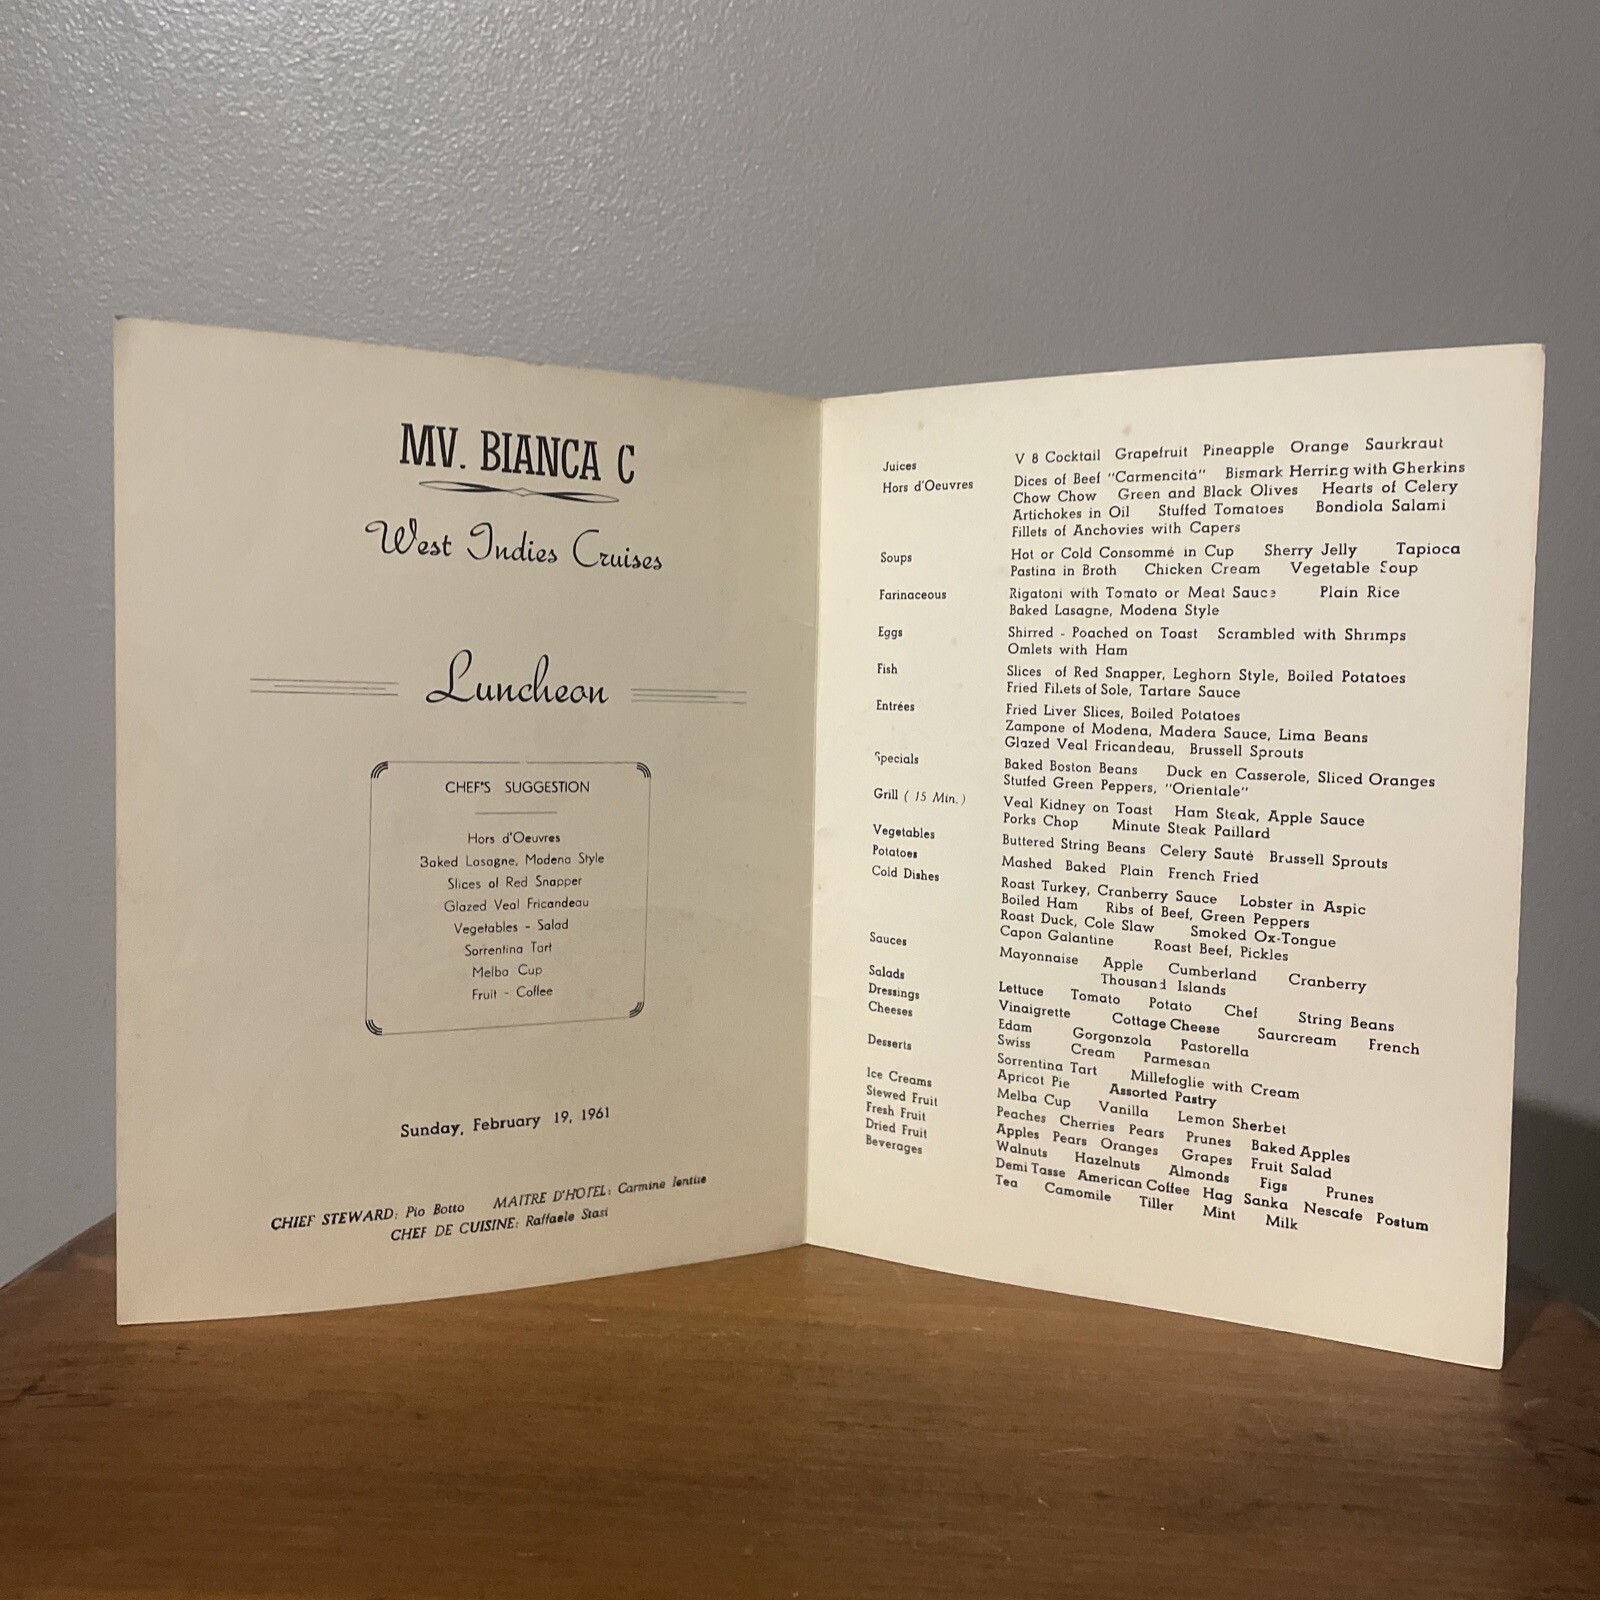 MV. BIANCA C
West Indies Cruises
Luncheon
CHEF'S SUGGESTION
Hors d'Oeuvres
Baked Lasagne, Modena Style
Slices of Red Snapper
Glazed Veal Fricandeau
Vegetables - Salad
Sorrentina Tart
Melba Cup
Fruit - Coffee
Sunday, February 19, 1961
CHIEF STEWARD: Pio Botto MAITRE D'HOTEL: Carmine
CHEF DE CUISINE: Raffaele Stasi
Juices V 8 Cocktail Grapefruit Pineapple Orange Saurkraut
Hors d'Oeuvres Dices of Beef "Carmencitá" Bismark Herring with Gherkins
Chow Chow Green and Black Olives Hearts of Celery
Artichokes in Oil Stuffed Tomatoes Bondiola Salami
Fillets of Anchovies with Capers
Soups Hot or Cold Consommé in Cup Sherry Jelly Tapioca
Pastina in Broth Chicken Cream Vegetable Soup
Farinaceous Rigatoni with Tomato or Meat Sauce Plain Rice
Baked Lasagne, Modena Style
Eggs Shirred - Poached on Toast Scrambled with Shrimps
Omlets with Ham
Fish Slices of Red Snapper, Leghorn Style, Boiled Potatoes
Fried Fillets of Sole, Tartare Sauce
Entrées Fried Liver Slices, Boiled Potatoes
Zampone of Modena, Madera Sauce, Lima Beans
Glazed Veal Fricandeau, Brussell Sprouts
Specials Baked Boston Beans Duck en Casserole, Sliced Oranges
Stuffed Green Peppers, "Orientale"
Grill ( 15 Min. ) Veal Kidney on Toast Ham Steak, Apple Sauce
Porks Chop Minute Steak Paillard
Vegetables Buttered String Beans Celery Sauté Brussell Sprouts
Potatoes Mashed Baked Plain French Fried
Cold Dishes Roast Turkey, Cranberry Sauce Lobster in Aspic
Boiled Ham Ribs of Beef, Green Peppers
Roast Duck, Cole Slaw Smoked Ox-Tongue
Capon Galantine Roast Beef, Pickles
Sauces Mayonnaise Apple Cumberland Cranberry
Thousand Islands
Salads Lettuce Tomato Potato Chef String Beans
Dressings Vinaigrette Cottage Cheese Saurcream French
Cheeses Edam Gorgonzola Pastorella
Swiss Cream Parmesan
Desserts Sorrentina Tart Millefoglie with Cream
Apricot Pie Assorted Pastry
Ice Creams Melba Cup Vanilla Lemon Sherbet
Stewed Fruit Peaches Cherries Pears Prunes Baked Apples
Fresh Fruit Apples Pears Oranges Grapes Fruit Salad
Dried Fruit Walnuts Hazelnuts Almonds Figs Prunes
Beverages Demi Tasse American Coffee Hag Sanka Nescafe Postum
Tea Camomile Tiller Mint Milk